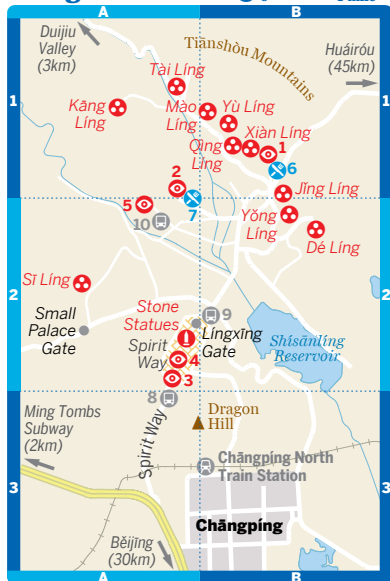 A
B
Duijiu
Valley
(3km)
Tiānshòu Mountains
Huáiróu
(45km)
Tài Líng
1
1
Kāng
Líng
Mào
Líng
Yù Líng
Xiàn Líng
Qìng
Líng
1
6
2
Jǐng Líng
5
7
10
Yǒng
Líng
Dé Líng
Sī Líng
2
2
Small
Palace
Gate
Stone
Statues
9
Spirit
Way
Língxīng
Gate
Shísānlíng
Reservoir
4
3
8
Ming Tombs
Subway
(2km)
Spirit Way
Dragon
Hill
Chāngpíng North
Train Station
3
3
Chāngpíng
Běijīng
(30km)
A
B